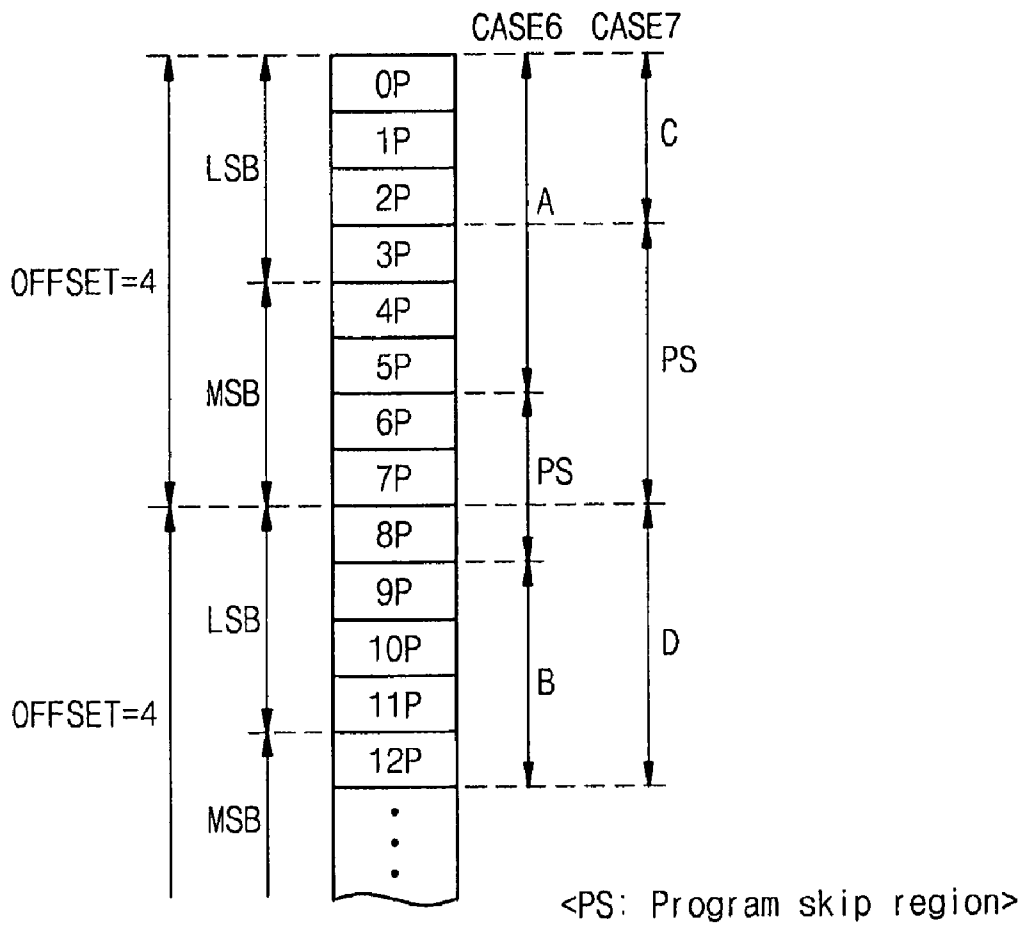 CASE6 CASE7
0P
1P
2P
3P
4P
5P
6P
7P
8P
9P
10P
11P
12P
LSB
MSB
LSB
MSB
OFFSET=4
OFFSET=4
A
PS
B
C
PS
D
<PS: Program skip region>